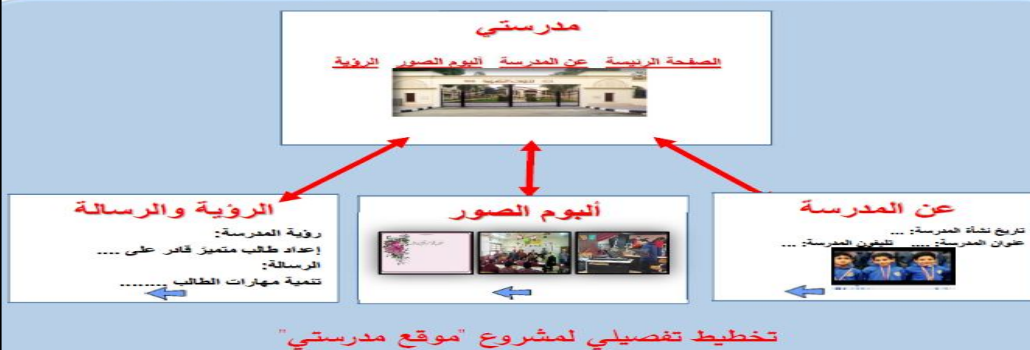 مدرستي
الصفحة الرئيسة عن المدرسة ألبوم الصور الرؤية
عن المدرسة
تاريخ نشأة المدرسة: ...
عنوان المدرسة: .... تليفون المدرسة: ...
ألبوم الصور
الرؤية والرسالة
رؤية المدرسة:
إعداد طالب متميز قادر على ....
الرسالة:
تنمية مهارات الطالب ........
تخطيط تفصيلي لمشروع "موقع مدرستي"